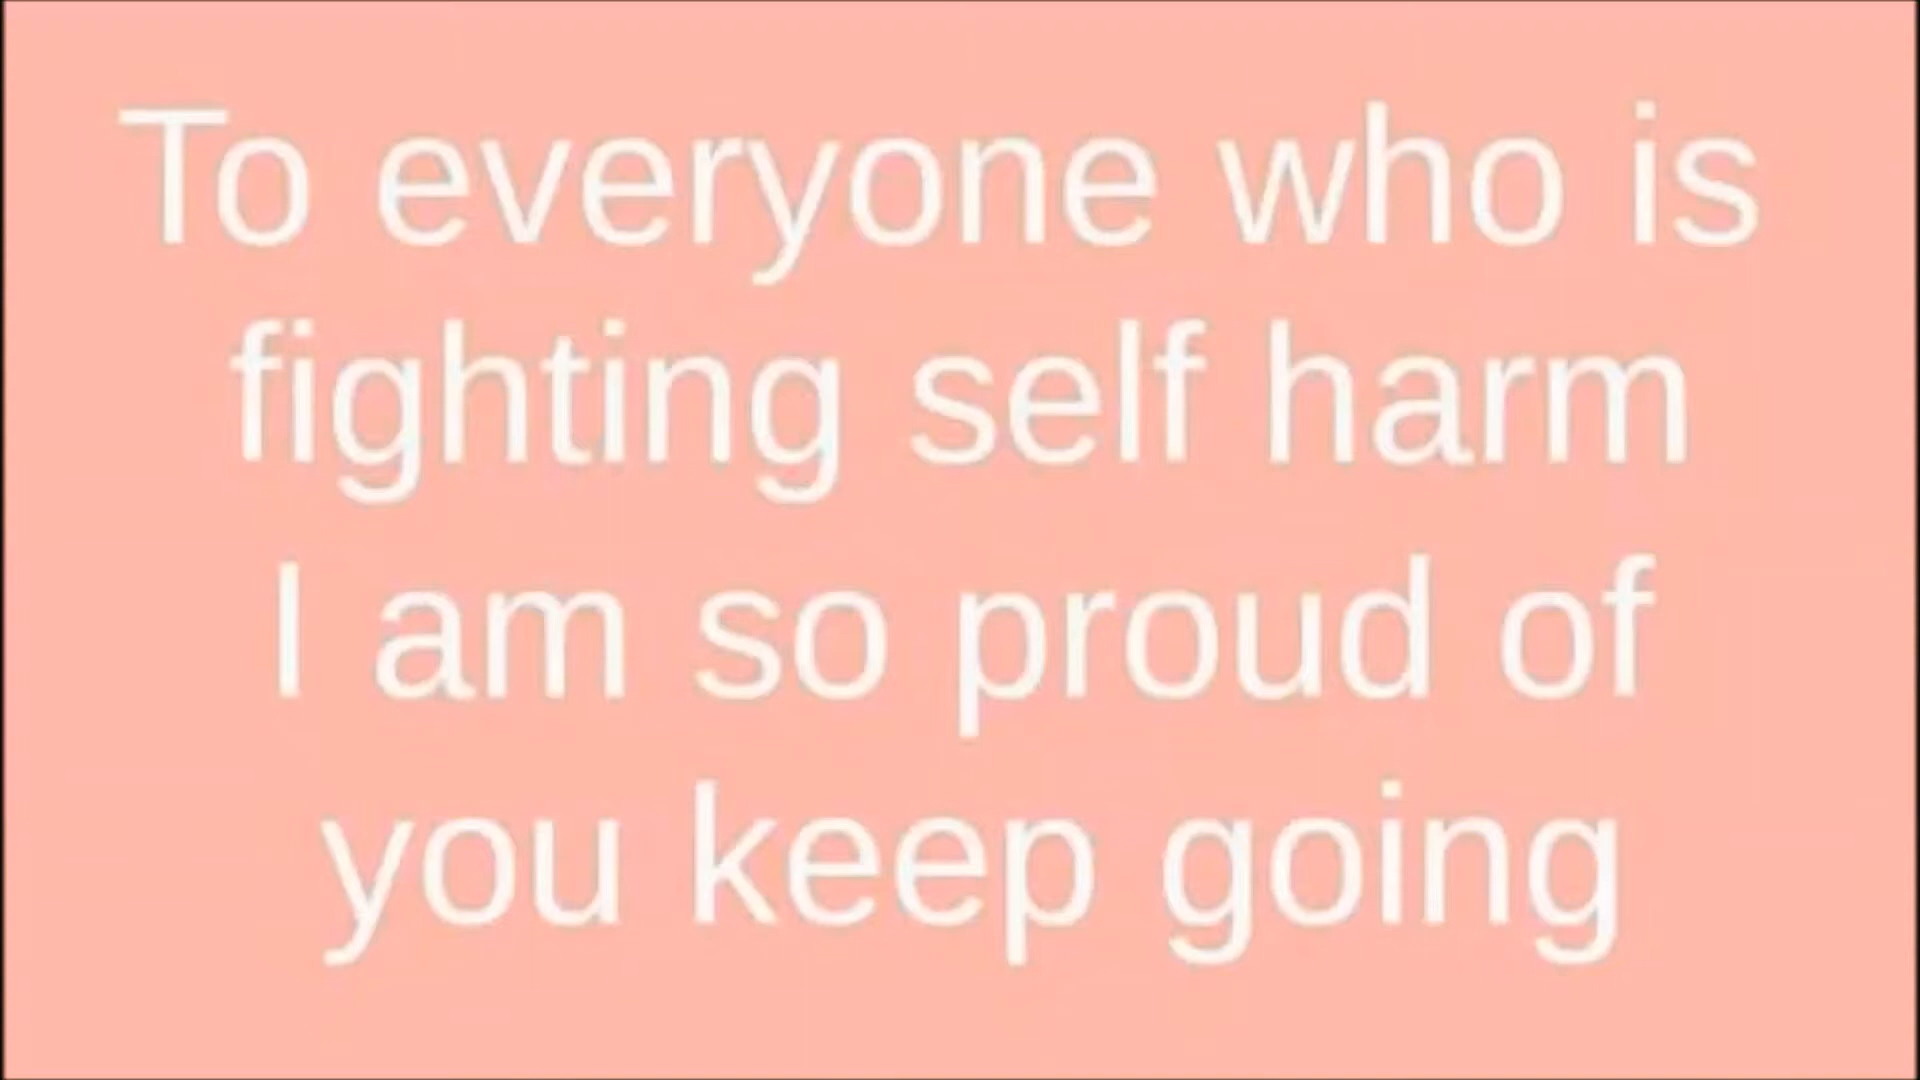 To everyone who is
fighting self harm
I am so proud of
you keep going